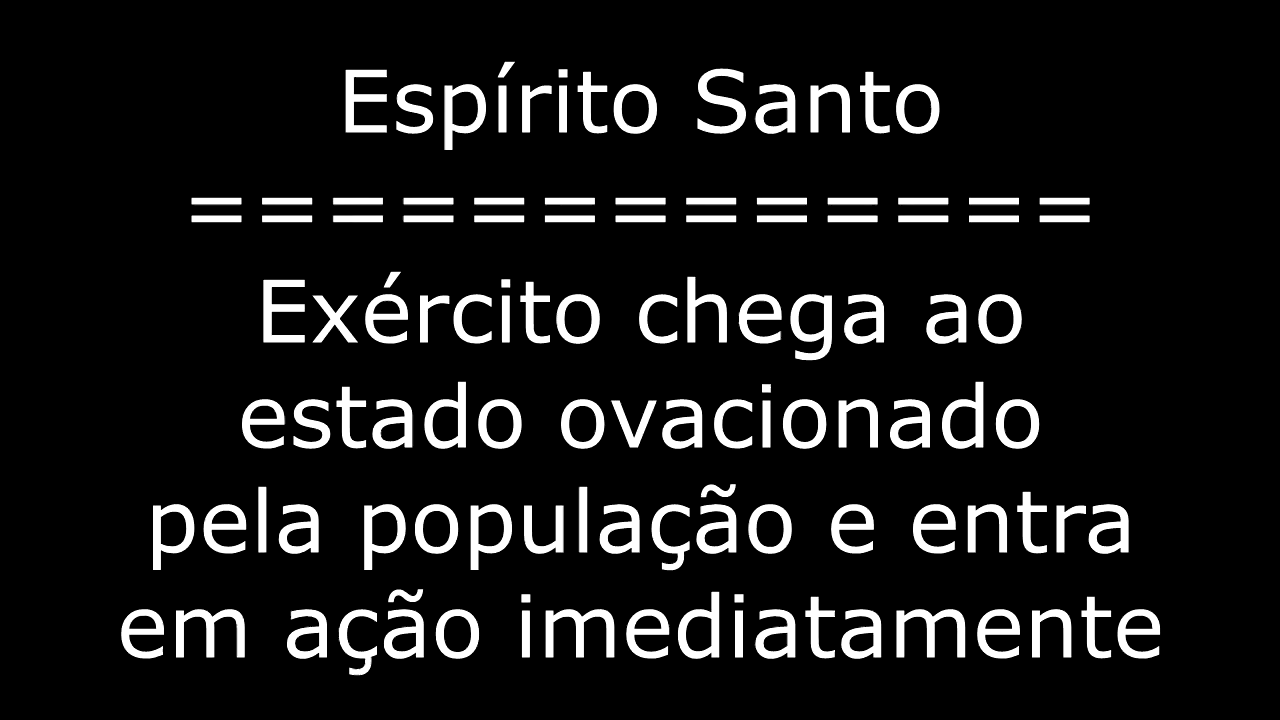 Espírito Santo
=============
Exército chega ao
estado ovacionado
pela população e entra
em ação imediatamente